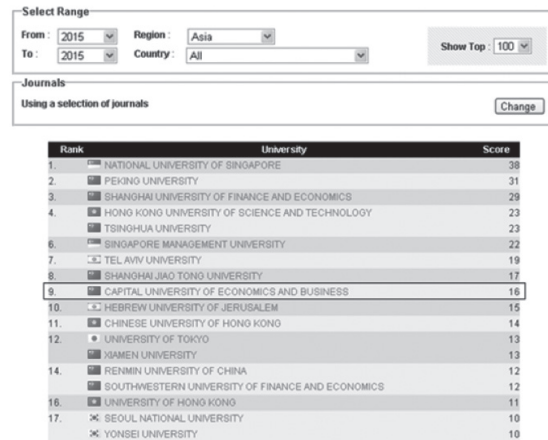 Select Range
From : 2015 Region : Asia
To : 2015 Country : All
Show Top : 100
Journals
Using a selection of journals Change
Rank University Score
1. NATIONAL UNIVERSITY OF SINGAPORE 38
2. PEKING UNIVERSITY 31
3. SHANGHAI UNIVERSITY OF FINANCE AND ECONOMICS 29
4. HONG KONG UNIVERSITY OF SCIENCE AND TECHNOLOGY 23
TSINGHUA UNIVERSITY 23
6. SINGAPORE MANAGEMENT UNIVERSITY 22
7. TEL AVIV UNIVERSITY 19
8. SHANGHAI JIAO TONG UNIVERSITY 17
9. CAPITAL UNIVERSITY OF ECONOMICS AND BUSINESS 16
10. HEBREW UNIVERSITY OF JERUSALEM 15
11. CHINESE UNIVERSITY OF HONG KONG 14
12. UNIVERSITY OF TOKYO 13
XIAMEN UNIVERSITY 13
14. RENMIN UNIVERSITY OF CHINA 12
SOUTHWESTERN UNIVERSITY OF FINANCE AND ECONOMICS 12
16. UNIVERSITY OF HONG KONG 11
17. SEOUL NATIONAL UNIVERSITY 10
YONSEI UNIVERSITY 10